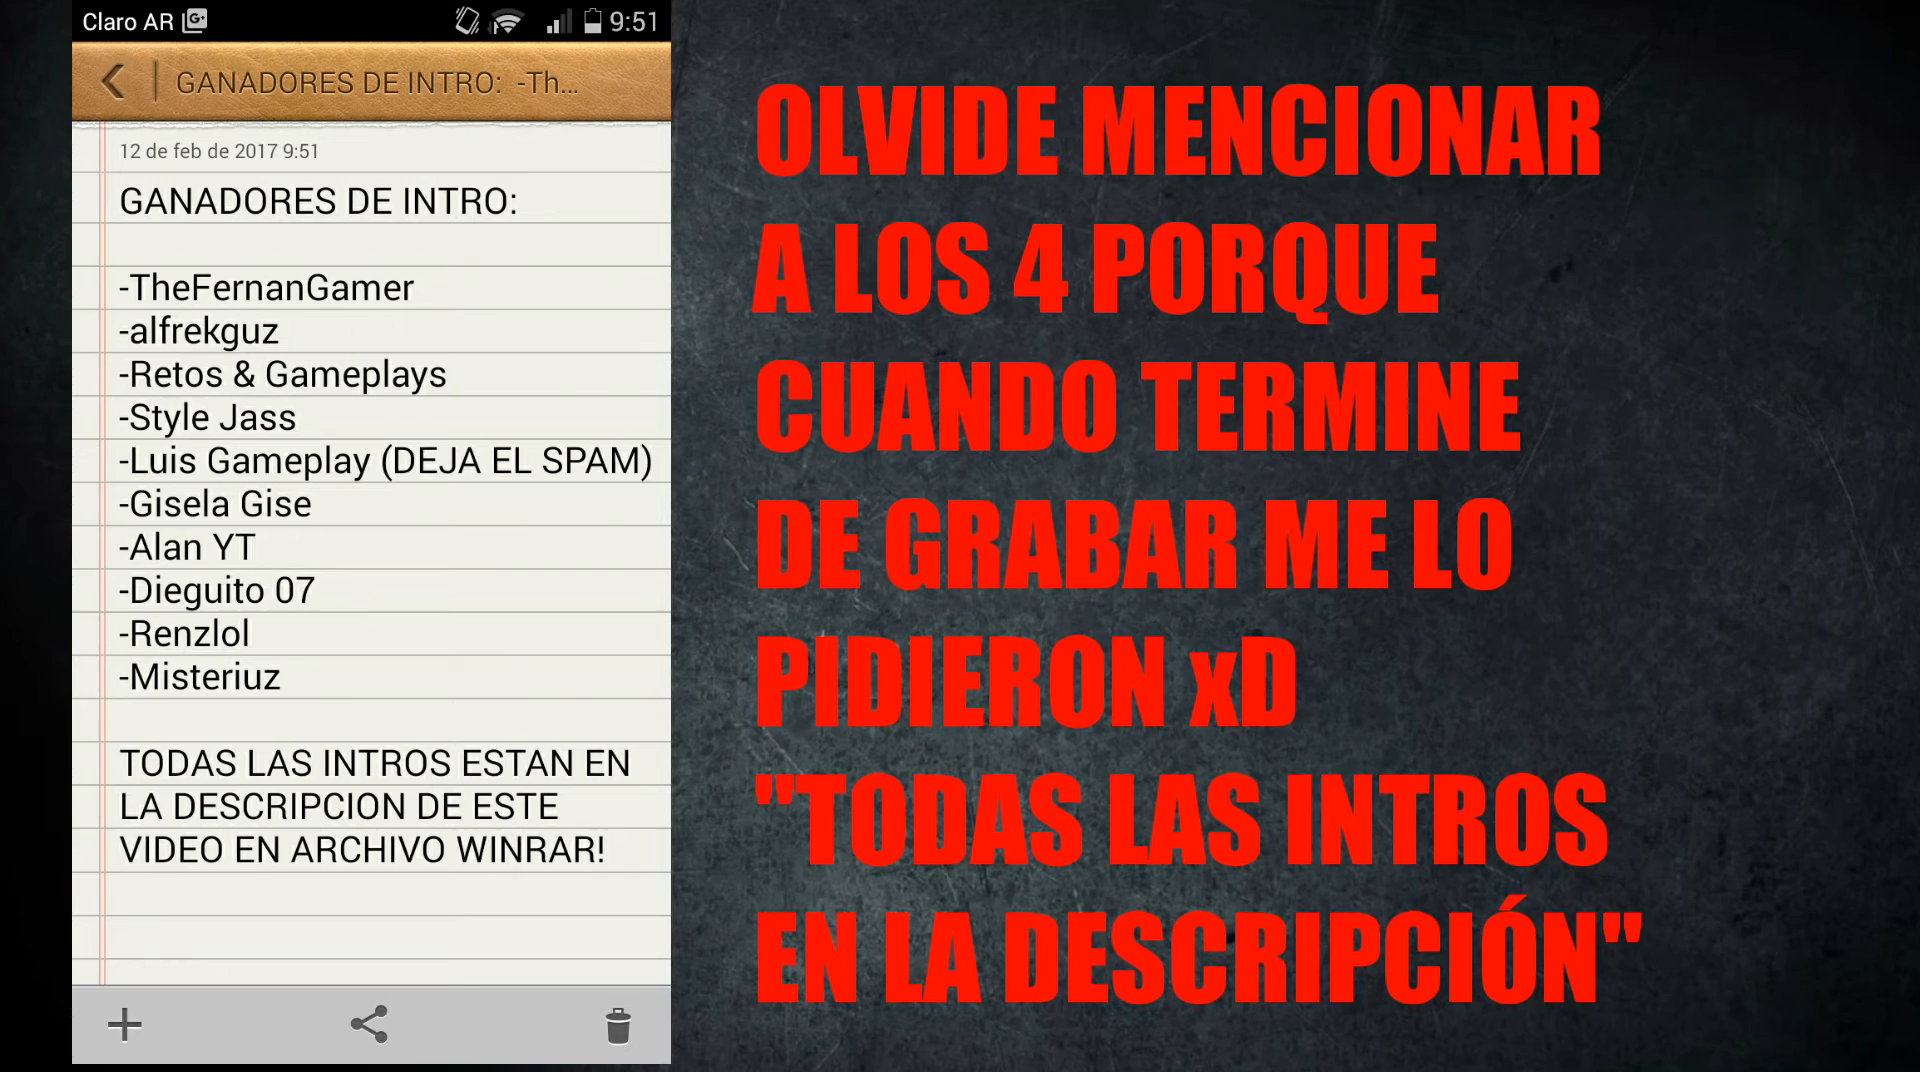 Claro AR
9:51
GANADORES DE INTRO: -Th...
12 de feb de 2017 9:51
GANADORES DE INTRO:
-TheFernanGamer
-alfrekguz
-Retos & Gameplays
-Style Jass
-Luis Gameplay (DEJA EL SPAM)
-Gisela Gise
-Alan YT
-Dieguito 07
-Renzlol
-Misteriuz
TODAS LAS INTROS ESTAN EN
LA DESCRIPCION DE ESTE
VIDEO EN ARCHIVO WINRAR!
OLVIDE MENCIONAR
A LOS 4 PORQUE
CUANDO TERMINE
DE GRABAR ME LO
PIDIERON xD
"TODAS LAS INTROS
EN LA DESCRIPCIÓN"